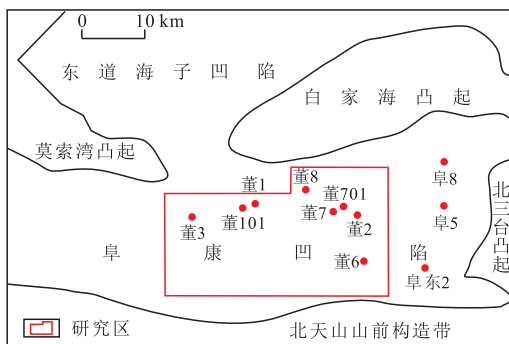 0 10 km
东道海子凹陷
白家海凸起
莫索湾凸起
董1
董8
董701
阜8
董101
董3
董7
董2
阜5
北三台凸起
阜康凹陷
董6
阜东2
研究区
北天山山前构造带